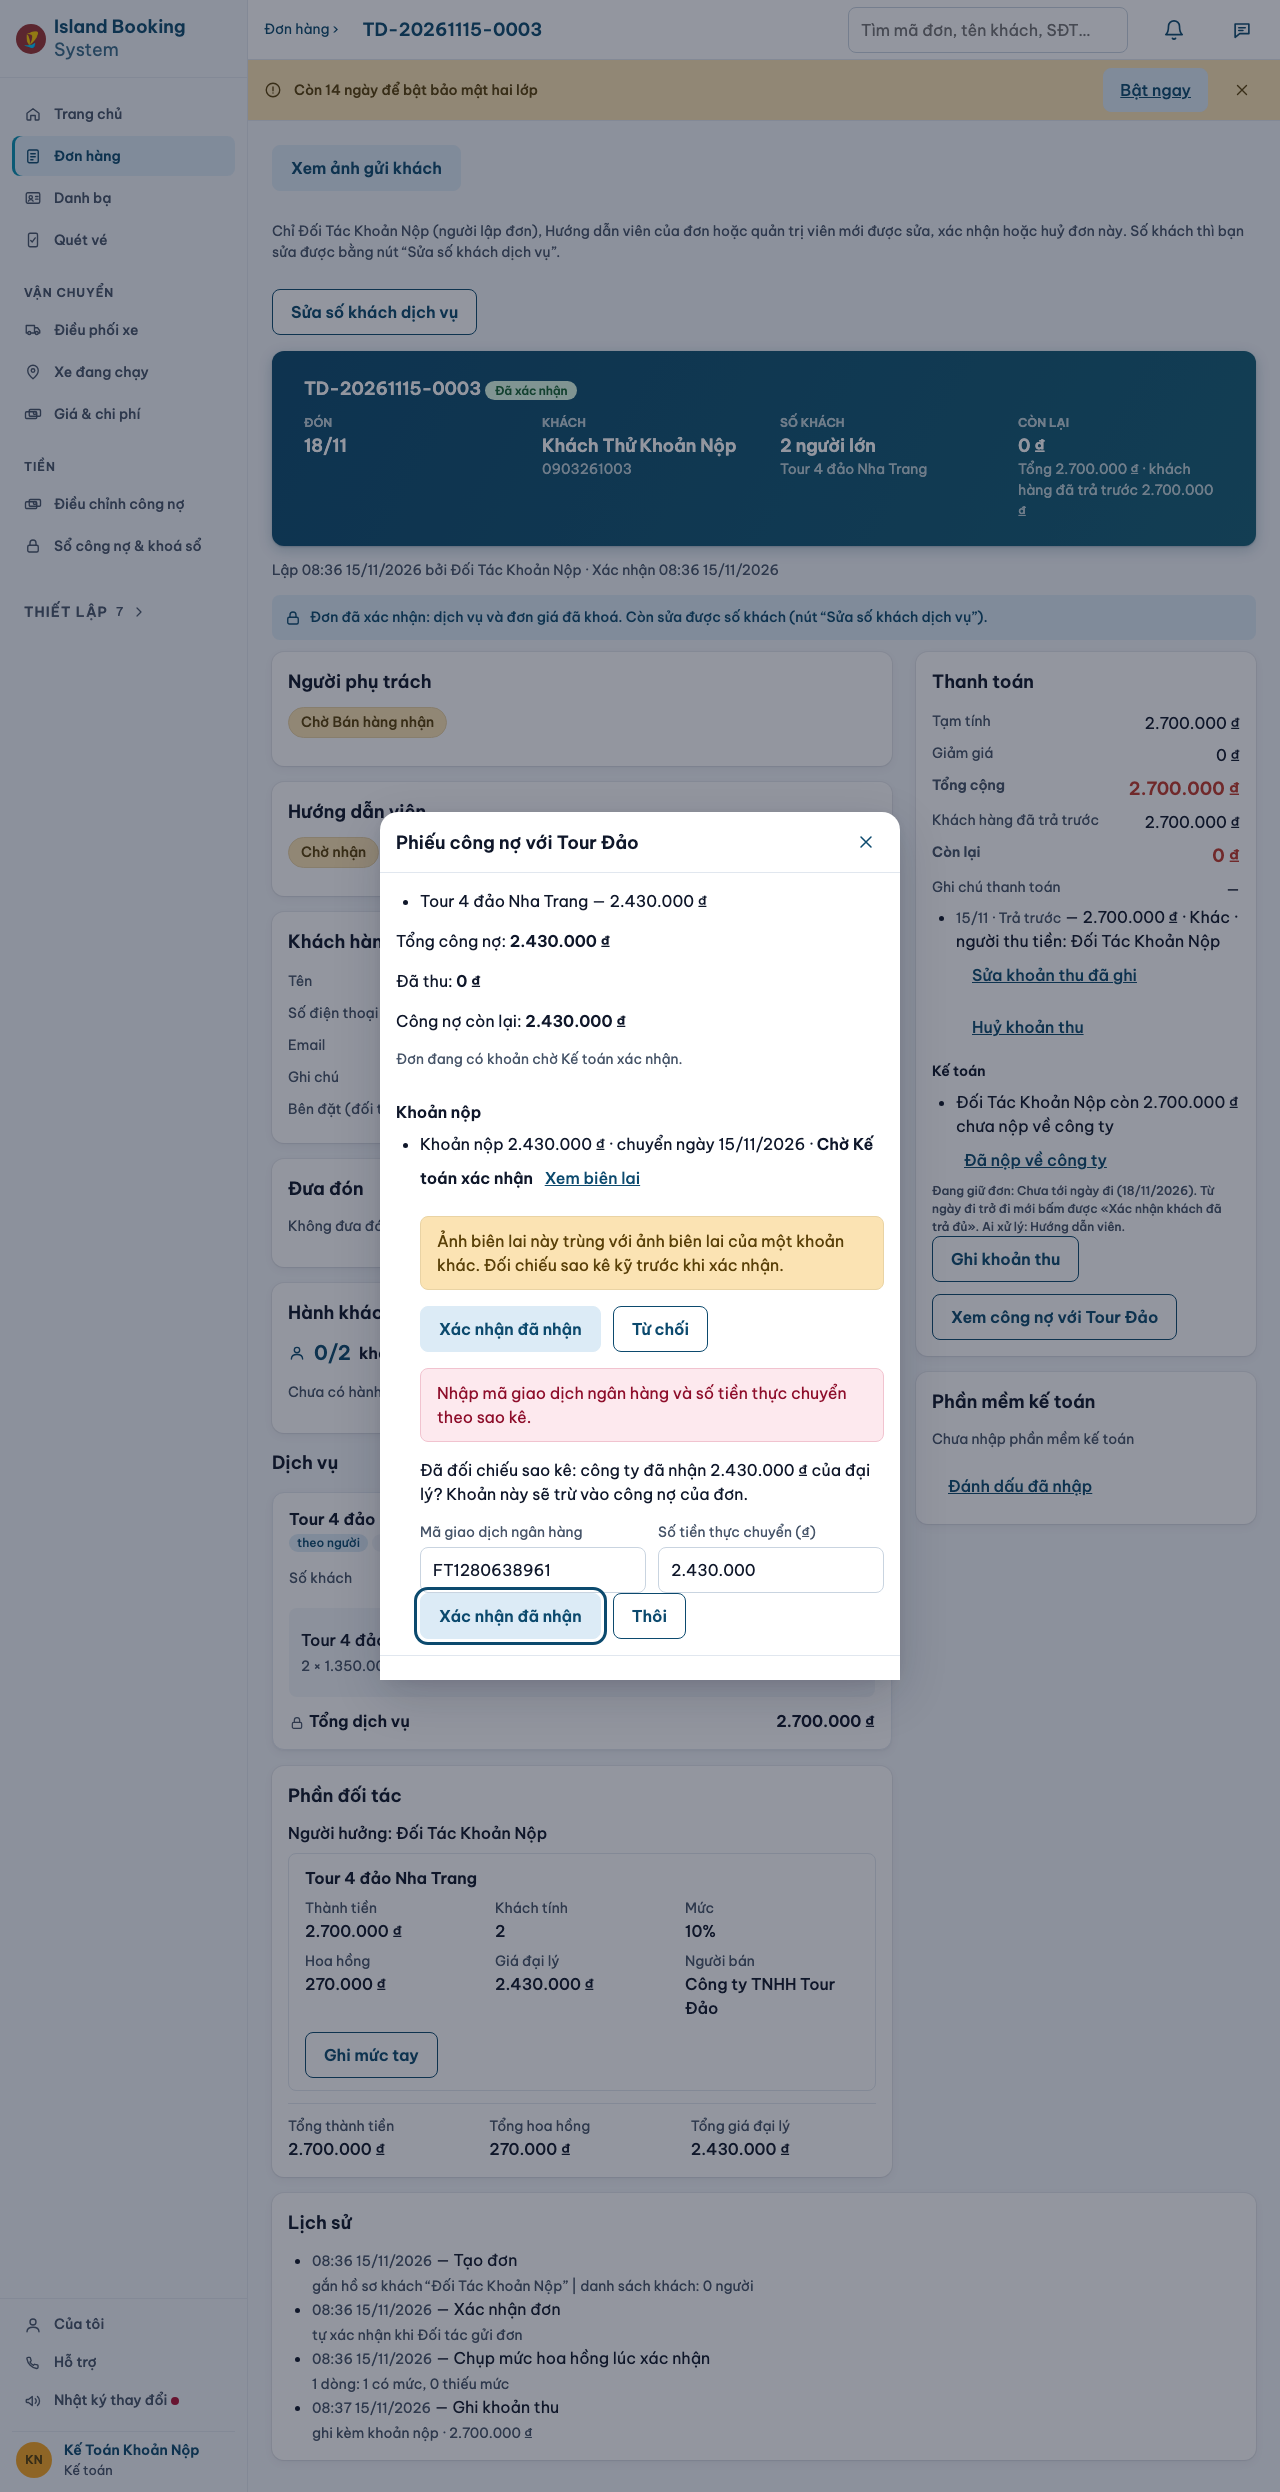 Island Booking
System
Trang chủ
Đơn hàng
Danh bạ
Quét vé
VẬN CHUYỂN
Điều phối xe
Xe đang chạy
Giá & chi phí
TIỀN
Điều chỉnh công nợ
Sổ công nợ & khoá sổ
THIẾT LẬP 7
Của tôi
Hỗ trợ
Nhật ký thay đổi
KN
Kế Toán Khoản Nộp
Kế toán
Đơn hàng ›
TD-20261115-0003
Tìm mã đơn, tên khách, SĐT...
Còn 14 ngày để bật bảo mật hai lớp
Bật ngay
Xem ảnh gửi khách
Chỉ Đối Tác Khoản Nộp (người lập đơn), Hướng dẫn viên của đơn hoặc quản trị viên mới được sửa, xác nhận hoặc huỷ đơn này. Số khách thì bạn
sửa được bằng nút “Sửa số khách dịch vụ”.
Sửa số khách dịch vụ
TD-20261115-0003 Đã xác nhận
ĐÓN
18/11
KHÁCH
Khách Thử Khoản Nộp
0903261003
SỐ KHÁCH
2 người lớn
Tour 4 đảo Nha Trang
CÒN LẠI
0 ₫
Tổng 2.700.000 ₫ · khách
hàng đã trả trước 2.700.000
₫
Lập 08:36 15/11/2026 bởi Đối Tác Khoản Nộp · Xác nhận 08:36 15/11/2026
Đơn đã xác nhận: dịch vụ và đơn giá đã khoá. Còn sửa được số khách (nút “Sửa số khách dịch vụ”).
Người phụ trách
Chờ Bán hàng nhận
Hướng dẫn viên
Chờ nhận
Khách hàn
Tên
Số điện thoại
Email
Ghi chú
Bên đặt (đối t
Đưa đón
Không đưa đó
Hành khác
0/2 khá
Chưa có hành
Dịch vụ
Tour 4 đảo
theo người
Số khách
Tour 4 đảo
2 × 1.350.00
Tổng dịch vụ
2.700.000 ₫
Thanh toán
Tạm tính
2.700.000 ₫
Giảm giá
0 ₫
Tổng cộng
2.700.000 ₫
Khách hàng đã trả trước
2.700.000 ₫
Còn lại
0 ₫
Ghi chú thanh toán
—
15/11 · Trả trước — 2.700.000 ₫ · Khác ·
người thu tiền: Đối Tác Khoản Nộp
Sửa khoản thu đã ghi
Huỷ khoản thu
Kế toán
Đối Tác Khoản Nộp còn 2.700.000 ₫
chưa nộp về công ty
Đã nộp về công ty
Đang giữ đơn: Chưa tới ngày đi (18/11/2026). Từ
ngày đi trở đi mới bấm được «Xác nhận khách đã
trả đủ». Ai xử lý: Hướng dẫn viên.
Ghi khoản thu
Xem công nợ với Tour Đảo
Phần mềm kế toán
Chưa nhập phần mềm kế toán
Đánh dấu đã nhập
Phiếu công nợ với Tour Đảo
Tour 4 đảo Nha Trang — 2.430.000 ₫
Tổng công nợ: 2.430.000 ₫
Đã thu: 0 ₫
Công nợ còn lại: 2.430.000 ₫
Đơn đang có khoản chờ Kế toán xác nhận.
Khoản nộp
Khoản nộp 2.430.000 ₫ · chuyển ngày 15/11/2026 · Chờ Kế
toán xác nhận Xem biên lai
Ảnh biên lai này trùng với ảnh biên lai của một khoản
khác. Đối chiếu sao kê kỹ trước khi xác nhận.
Xác nhận đã nhận
Từ chối
Nhập mã giao dịch ngân hàng và số tiền thực chuyển
theo sao kê.
Đã đối chiếu sao kê: công ty đã nhận 2.430.000 ₫ của đại
lý? Khoản này sẽ trừ vào công nợ của đơn.
Mã giao dịch ngân hàng
Số tiền thực chuyển (₫)
FT1280638961
2.430.000
Xác nhận đã nhận
Thôi
Phần đối tác
Người hưởng: Đối Tác Khoản Nộp
Tour 4 đảo Nha Trang
Thành tiền
Khách tính
Mức
2.700.000 ₫
2
10%
Hoa hồng
Giá đại lý
Người bán
270.000 ₫
2.430.000 ₫
Công ty TNHH Tour
Đảo
Ghi mức tay
Tổng thành tiền
Tổng hoa hồng
Tổng giá đại lý
2.700.000 ₫
270.000 ₫
2.430.000 ₫
Lịch sử
08:36 15/11/2026 — Tạo đơn
gắn hồ sơ khách “Đối Tác Khoản Nộp” | danh sách khách: 0 người
08:36 15/11/2026 — Xác nhận đơn
tự xác nhận khi Đối tác gửi đơn
08:36 15/11/2026 — Chụp mức hoa hồng lúc xác nhận
1 dòng: 1 có mức, 0 thiếu mức
08:37 15/11/2026 — Ghi khoản thu
ghi kèm khoản nộp · 2.700.000 ₫